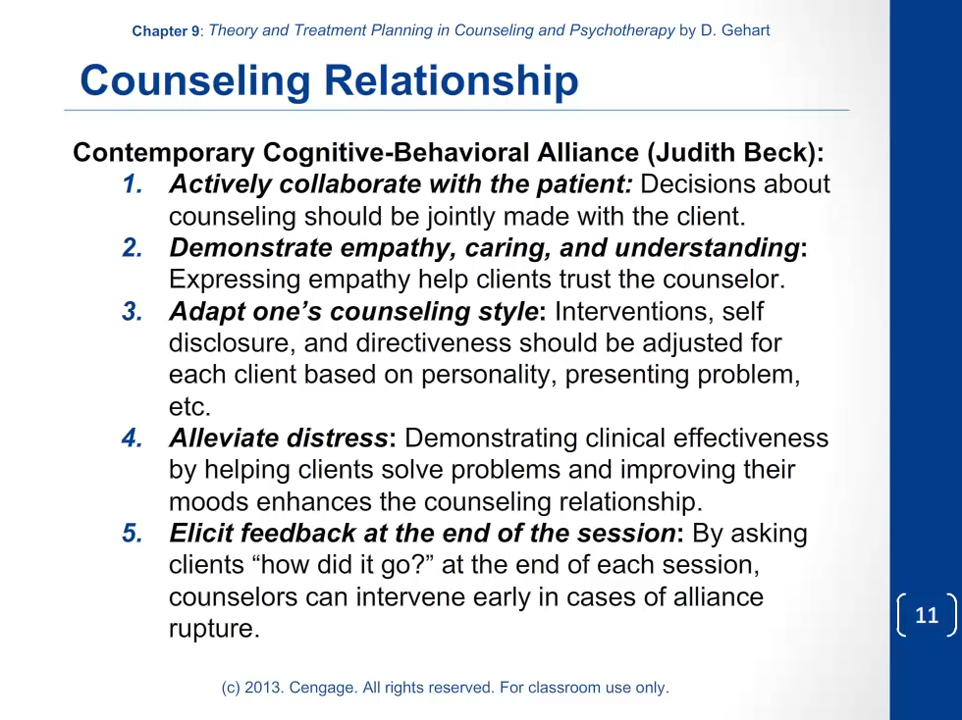 Chapter 9: Theory and Treatment Planning in Counseling and Psychotherapy by D. Gehart
Counseling Relationship
Contemporary Cognitive-Behavioral Alliance (Judith Beck):
1. Actively collaborate with the patient: Decisions about
counseling should be jointly made with the client.
2. Demonstrate empathy, caring, and understanding:
Expressing empathy help clients trust the counselor.
3. Adapt one’s counseling style: Interventions, self
disclosure, and directiveness should be adjusted for
each client based on personality, presenting problem,
etc.
4. Alleviate distress: Demonstrating clinical effectiveness
by helping clients solve problems and improving their
moods enhances the counseling relationship.
5. Elicit feedback at the end of the session: By asking
clients “how did it go?” at the end of each session,
counselors can intervene early in cases of alliance
rupture.
11
(c) 2013. Cengage. All rights reserved. For classroom use only.